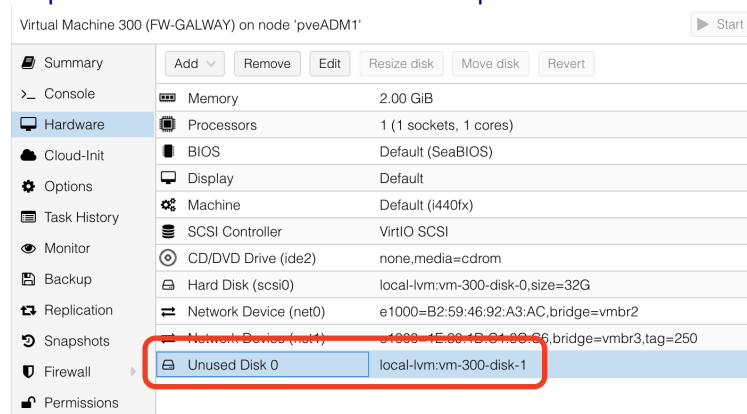 Virtual Machine 300 (FW-GALWAY) on node 'pveADM1'
Start
Summary
Add Remove Edit Resize disk Move disk Revert
>_ Console
Memory 2.00 GiB
Hardware
Processors 1 (1 sockets, 1 cores)
Cloud-Init
BIOS Default (SeaBIOS)
Display Default
Options
Machine Default (i440fx)
Task History
SCSI Controller VirtIO SCSI
Monitor
CD/DVD Drive (ide2) none,media=cdrom
Backup
Hard Disk (scsi0) local-lvm:vm-300-disk-0,size=32G
Replication
Network Device (net0) e1000=B2:59:46:92:A3:AC,bridge=vmbr2
Snapshots
Network Device (net1) bridge=vmbr3,tag=250
Firewall
Unused Disk 0 local-lvm:vm-300-disk-1
Permissions